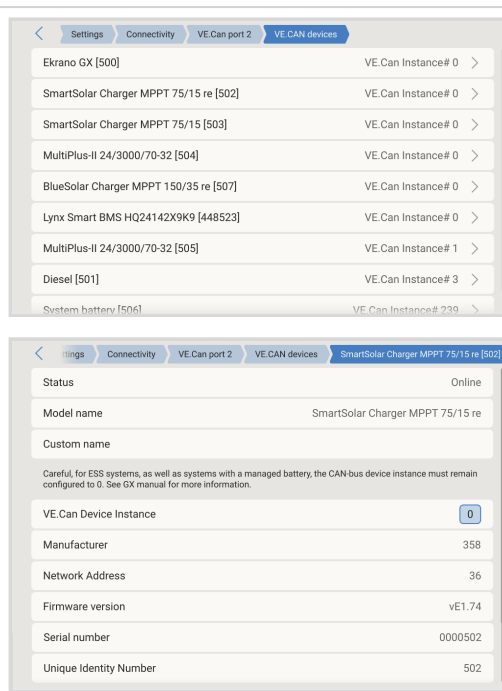 Settings Connectivity VE.Can port 2 VE.CAN devices
Ekrano GX [500] VE.Can Instance# 0
SmartSolar Charger MPPT 75/15 re [502] VE.Can Instance# 0
SmartSolar Charger MPPT 75/15 [503] VE.Can Instance# 0
MultiPlus-II 24/3000/70-32 [504] VE.Can Instance# 0
BlueSolar Charger MPPT 150/35 re [507] VE.Can Instance# 0
Lynx Smart BMS HQ24142X9K9 [448523] VE.Can Instance# 0
MultiPlus-II 24/3000/70-32 [505] VE.Can Instance# 1
Diesel [501] VE.Can Instance# 3
System battery [506] VE.Can Instance# 239
ttings Connectivity VE.Can port 2 VE.CAN devices SmartSolar Charger MPPT 75/15 re [502]
Status Online
Model name SmartSolar Charger MPPT 75/15 re
Custom name
Careful, for ESS systems, as well as systems with a managed battery, the CAN-bus device instance must remain
configured to 0. See GX manual for more information.
VE.Can Device Instance 0
Manufacturer 358
Network Address 36
Firmware version vE1.74
Serial number 0000502
Unique Identity Number 502